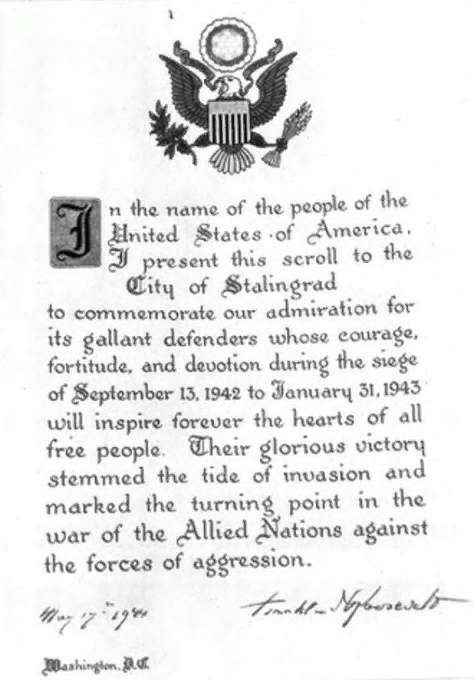 In the name of the people of the
United States of America,
I present this scroll to the
City of Stalingrad
to commemorate our admiration for
its gallant defenders whose courage,
fortitude, and devotion during the siege
of September 13, 1942 to January 31, 1943
will inspire forever the hearts of all
free people. Their glorious victory
stemmed the tide of invasion and
marked the turning point in the
war of the Allied Nations against
the forces of aggression.
May 17th 1944
Franklin D Roosevelt
Washington, D.C.